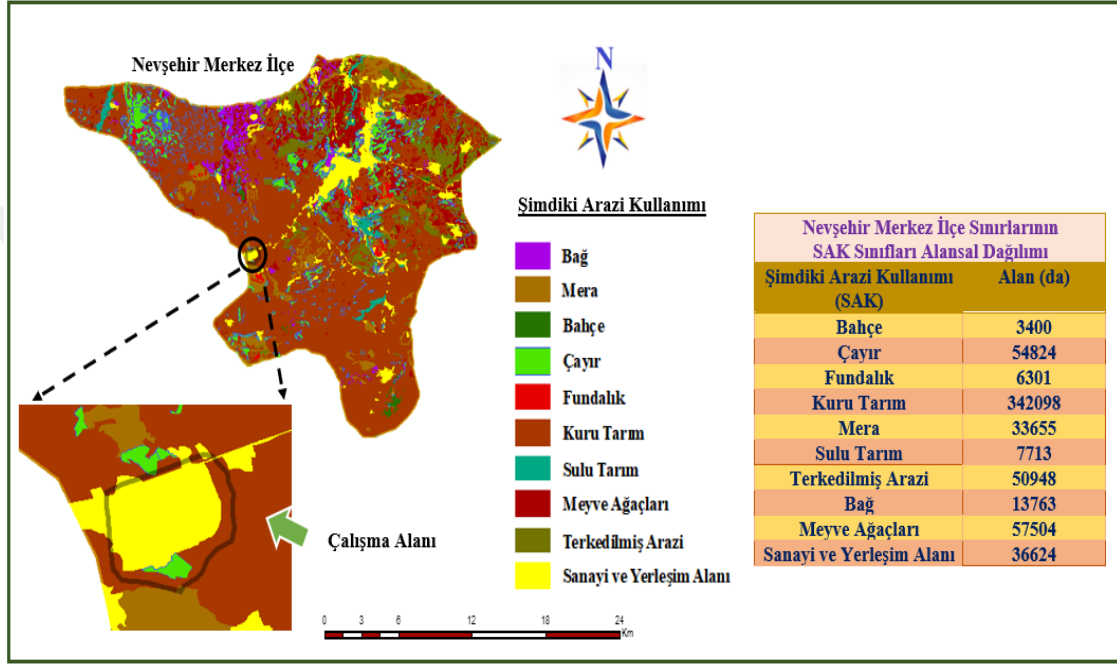 Nevşehir Merkez İlçe
N
Şimdiki Arazi Kullanımı
Bağ
Mera
Bahçe
Çayır
Fundalık
Kuru Tarım
Sulu Tarım
Meyve Ağaçları
Terkedilmiş Arazi
Sanayi ve Yerleşim Alanı
Çalışma Alanı
0 3 6 12 18 24
Km
Nevşehir Merkez İlçe Sınırlarının
SAK Sınıfları Alansal Dağılımı
Şimdiki Arazi Kullanımı Alan (da)
(SAK)
Bahçe 3400
Çayır 54824
Fundalık 6301
Kuru Tarım 342098
Mera 33655
Sulu Tarım 7713
Terkedilmiş Arazi 50948
Bağ 13763
Meyve Ağaçları 57504
Sanayi ve Yerleşim Alanı 36624